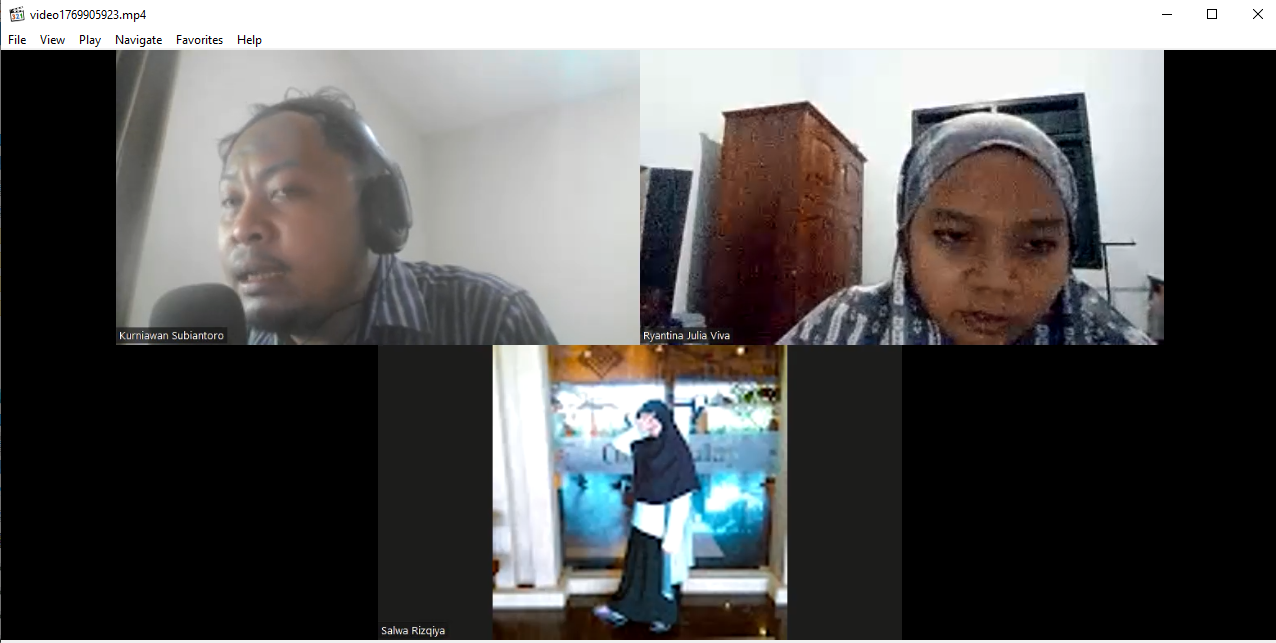 video1769905923.mp4
File View Play Navigate Favorites Help
Kurniawan Subiantoro
Ryantina Julia Viva
Salwa Rizqiya